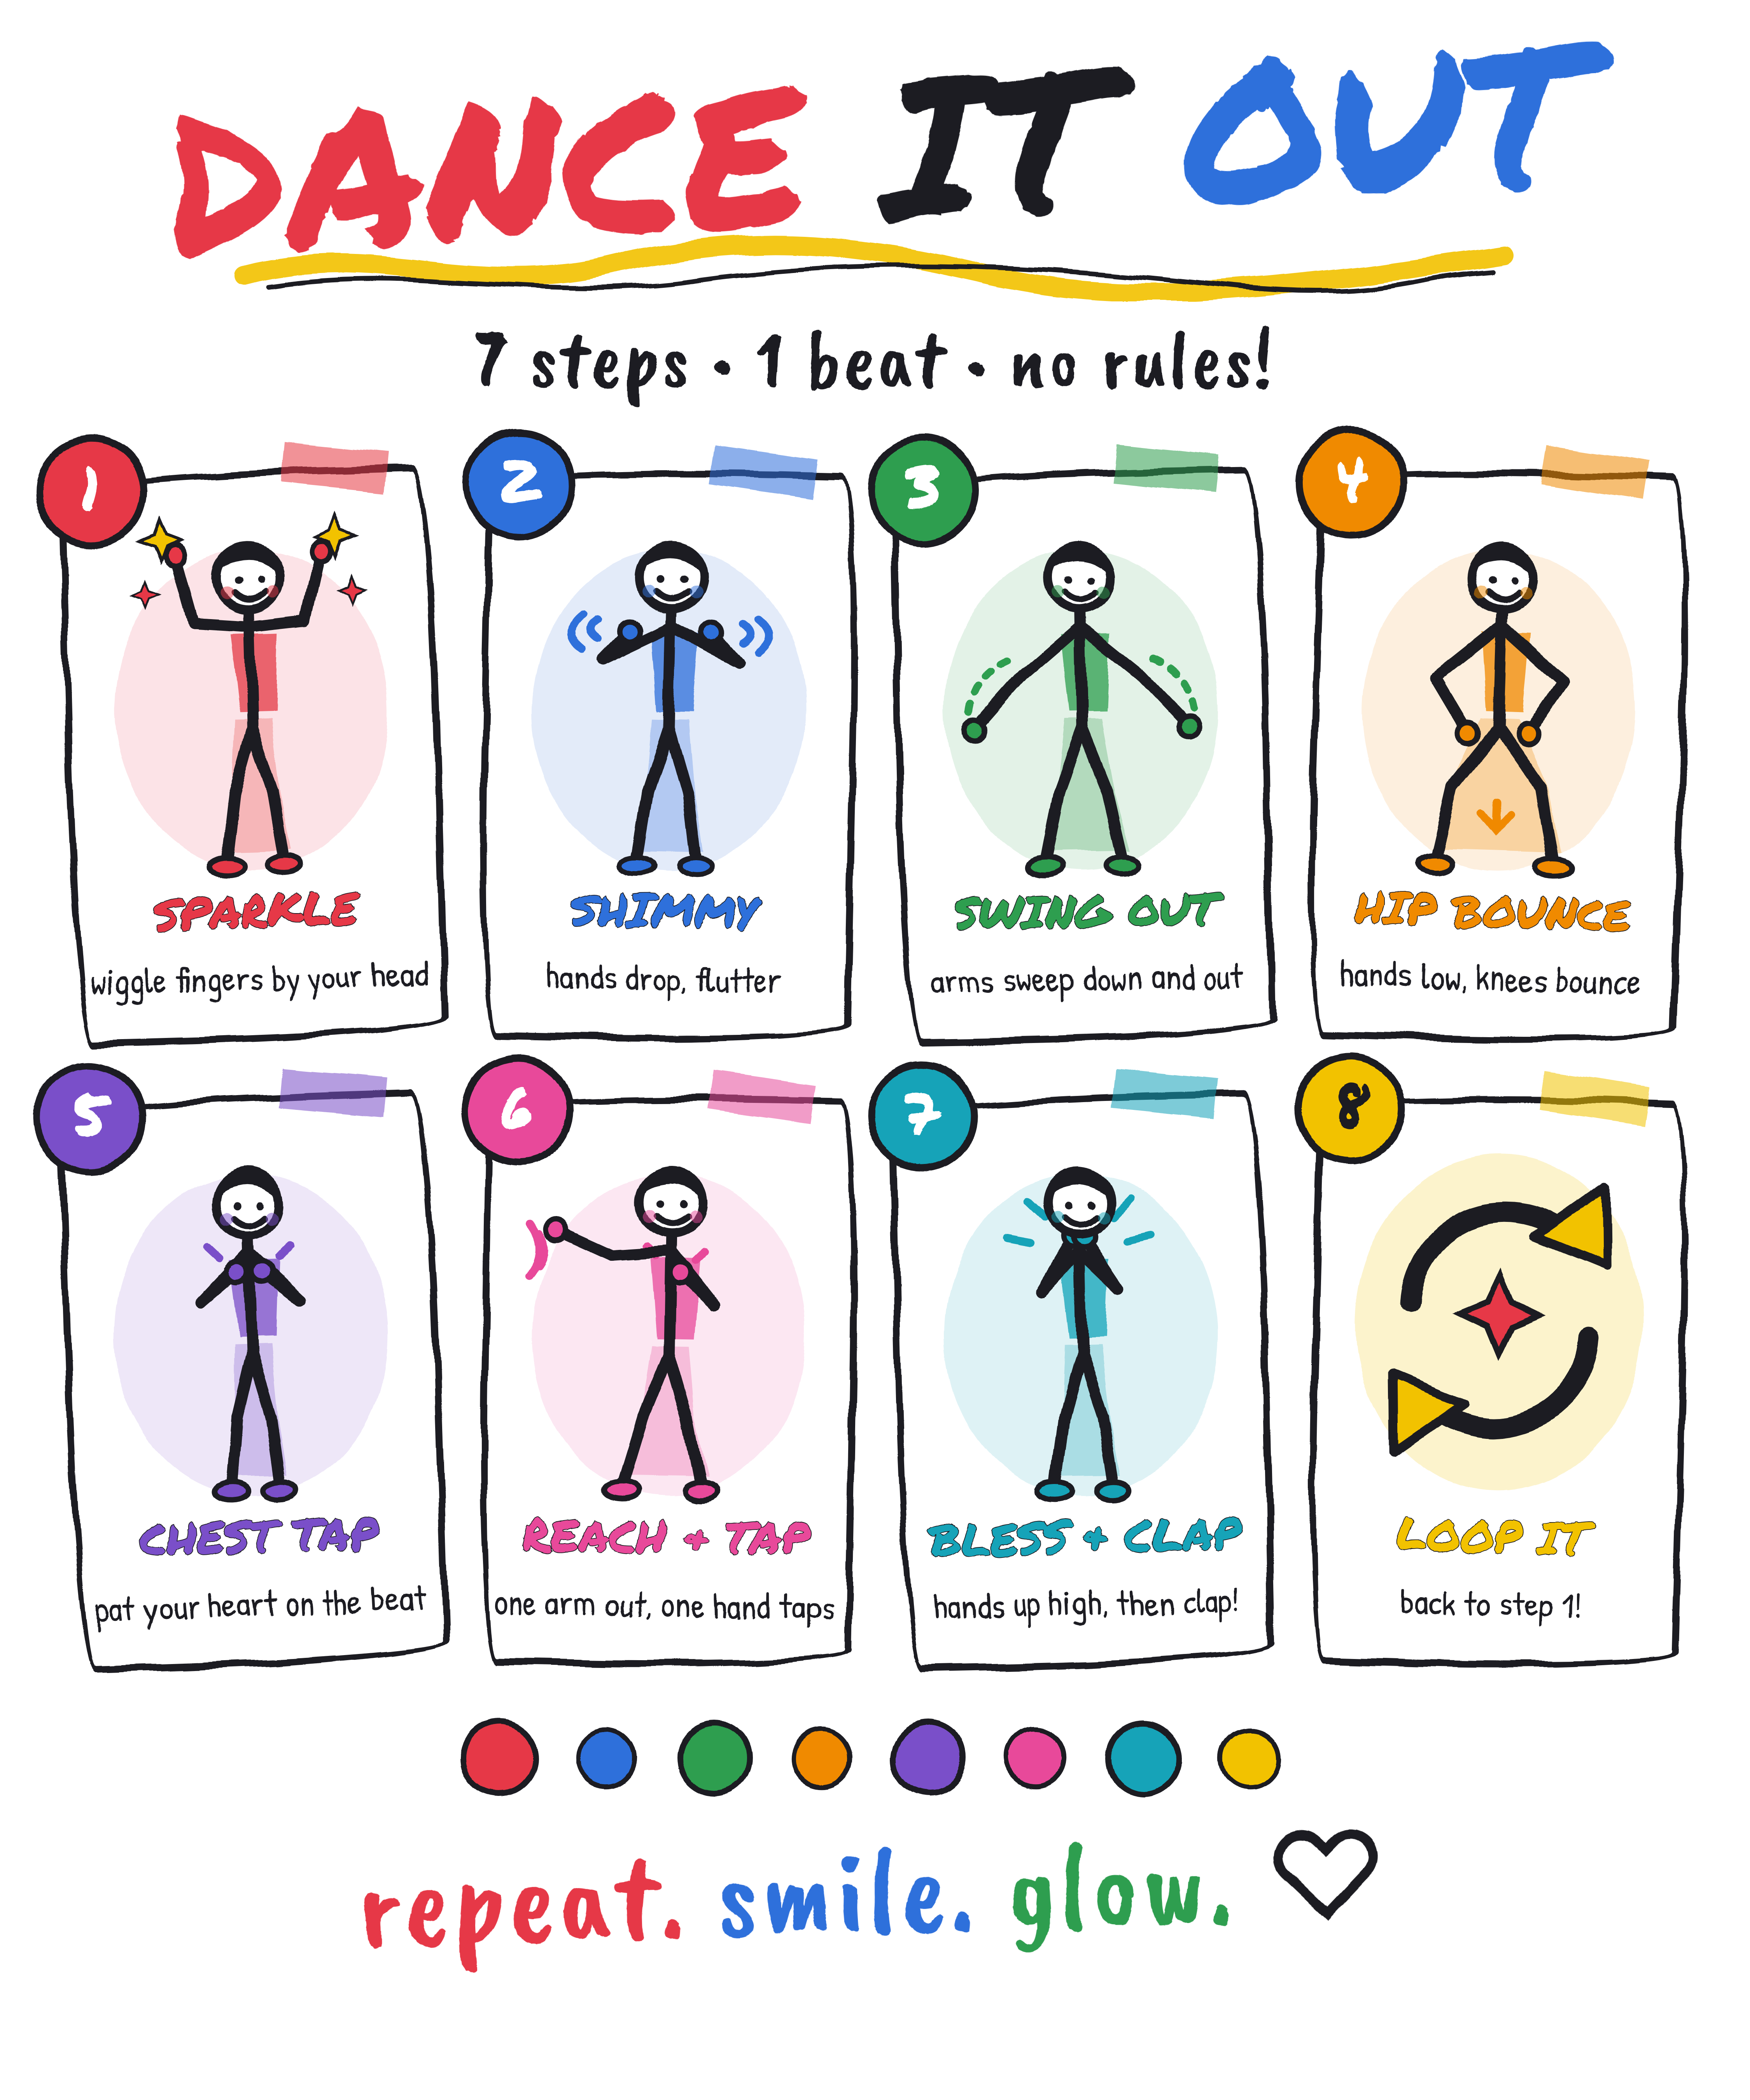 DANCE IT OUT
7 steps • 1 beat • no rules!
1
SPARKLE
wiggle fingers by your head
2
SHIMMY
hands drop, flutter
3
SWING OUT
arms sweep down and out
4
HIP BOUNCE
hands low, knees bounce
5
CHEST TAP
pat your heart on the beat
6
REACH & TAP
one arm out, one hand taps
7
BLESS & CLAP
hands up high, then clap!
8
LOOP IT
back to step 1!
repeat. smile. glow.